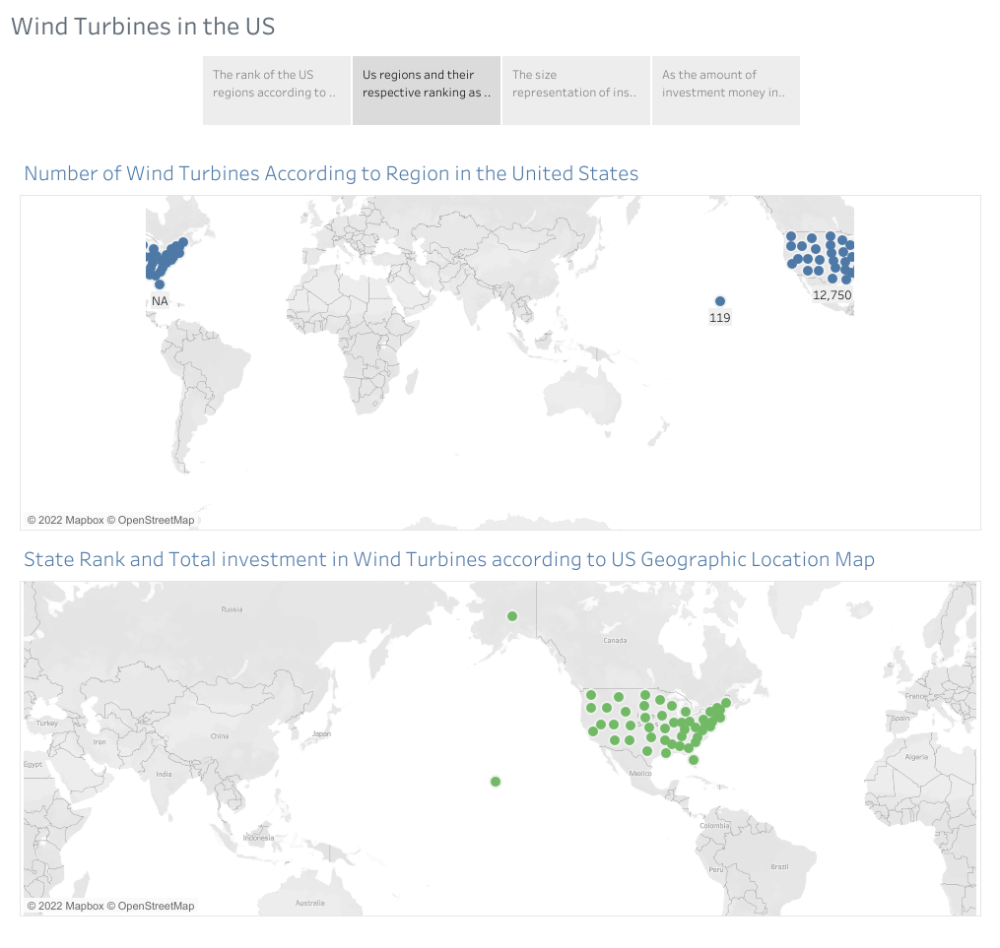 Wind Turbines in the US
The rank of the US
regions according to ..
Us regions and their
respective ranking as ..
The size
representation of ins..
As the amount of
investment money in..
Number of Wind Turbines According to Region in the United States
NA
119
12,750
© 2022 Mapbox © OpenStreetMap
State Rank and Total investment in Wind Turbines according to US Geographic Location Map
Russia
Canada
Turkey
Iran
China
Japan
France
Spain
Egypt
India
Mexico
Algeria
Indonesia
Colombia
Peru
Brazil
Australia
© 2022 Mapbox © OpenStreetMap